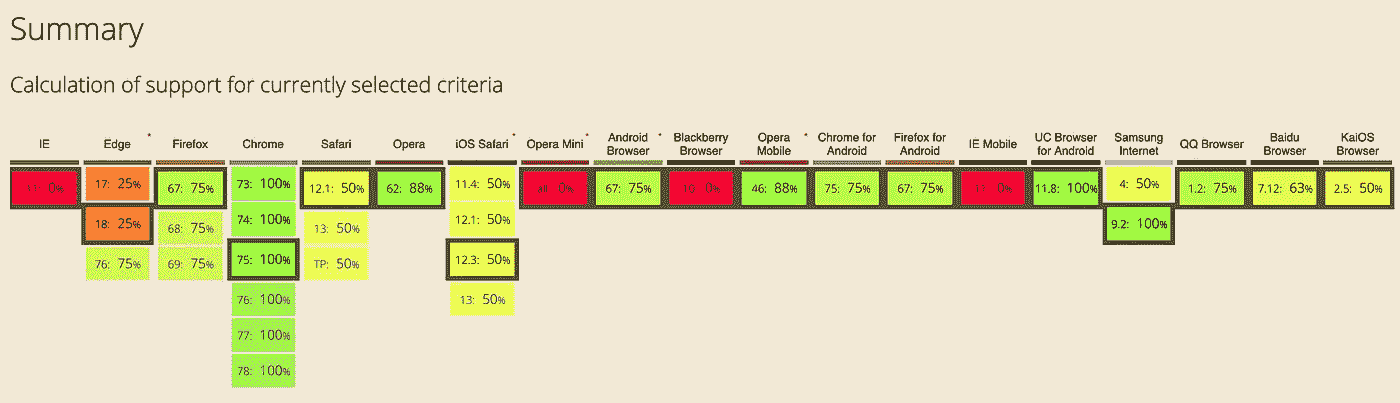 Summary
Calculation of support for currently selected criteria
IE Edge * Firefox Chrome Safari Opera iOS Safari * Opera Mini * Android Browser * Blackberry Browser Opera Mobile * Chrome for Android Firefox for Android IE Mobile UC Browser for Android Samsung Internet QQ Browser Baidu Browser KaiOS Browser
0% 17: 25% 67: 75% 73: 100% 12.1: 50% 62: 88% 11.4: 50% 0% 67: 75% 0% 46: 88% 75: 75% 67: 75% 0% 11.8: 100% 4: 50% 1.2: 75% 7.12: 63% 2.5: 50%
18: 25% 68: 75% 74: 100% 13: 50% 12.1: 50% 9.2: 100%
76: 75% 69: 75% 75: 100% TP: 50% 12.3: 50%
76: 100% 13: 50%
77: 100%
78: 100%